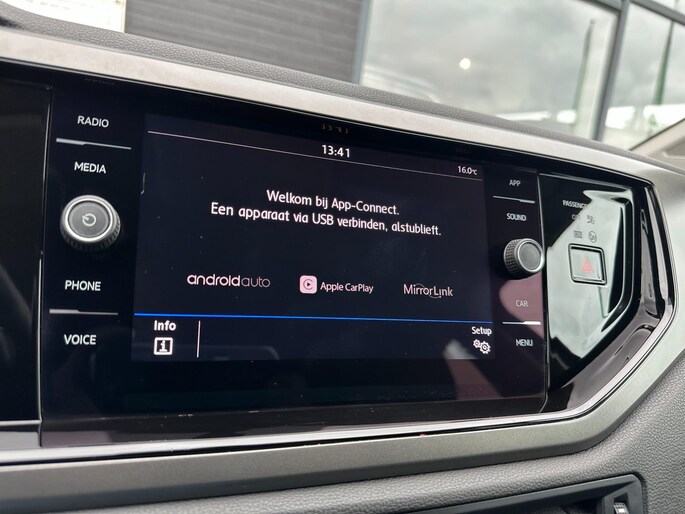 RADIO
MEDIA
PHONE
VOICE
13:41
16.0°C
Welkom bij App-Connect.
Een apparaat via USB verbinden, alstublieft.
androidauto
Apple CarPlay
MirrorLink
Info
Setup
APP
SOUND
CAR
MENU